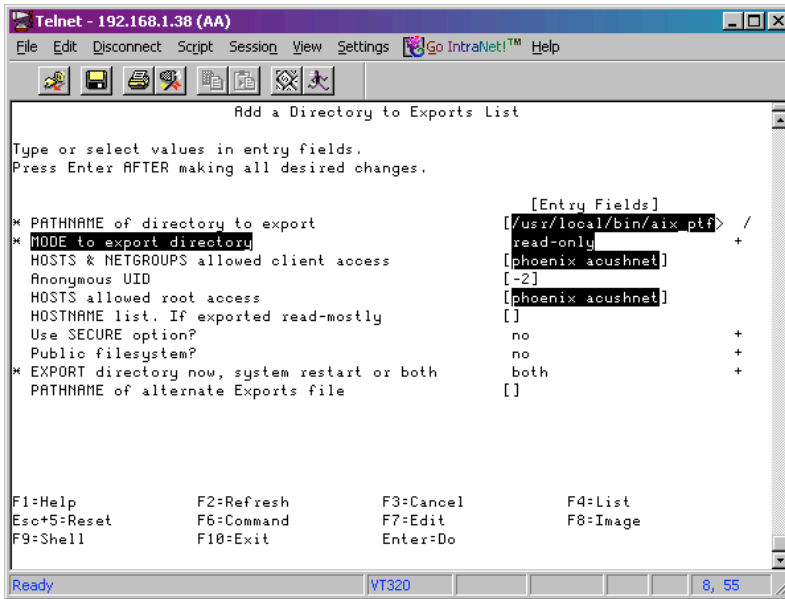 Telnet - 192.168.1.38 (AA)
File Edit Disconnect Script Session View Settings Go IntraNet!™ Help
Add a Directory to Exports List
Type or select values in entry fields.
Press Enter AFTER making all desired changes.
[Entry Fields]
* PATHNAME of directory to export [/usr/local/bin/aix_ptf> /
* MODE to export directory read-only +
HOSTS & NETGROUPS allowed client access [phoenix acushnet]
Anonymous UID [-2]
HOSTS allowed root access [phoenix acushnet]
HOSTNAME list. If exported read-mostly []
Use SECURE option? no +
Public filesystem? no +
* EXPORT directory now, system restart or both both +
PATHNAME of alternate Exports file []
F1=Help F2=Refresh F3=Cancel F4=List
Esc+5=Reset F6=Command F7=Edit F8=Image
F9=Shell F10=Exit Enter=Do
Ready VT320 8, 55